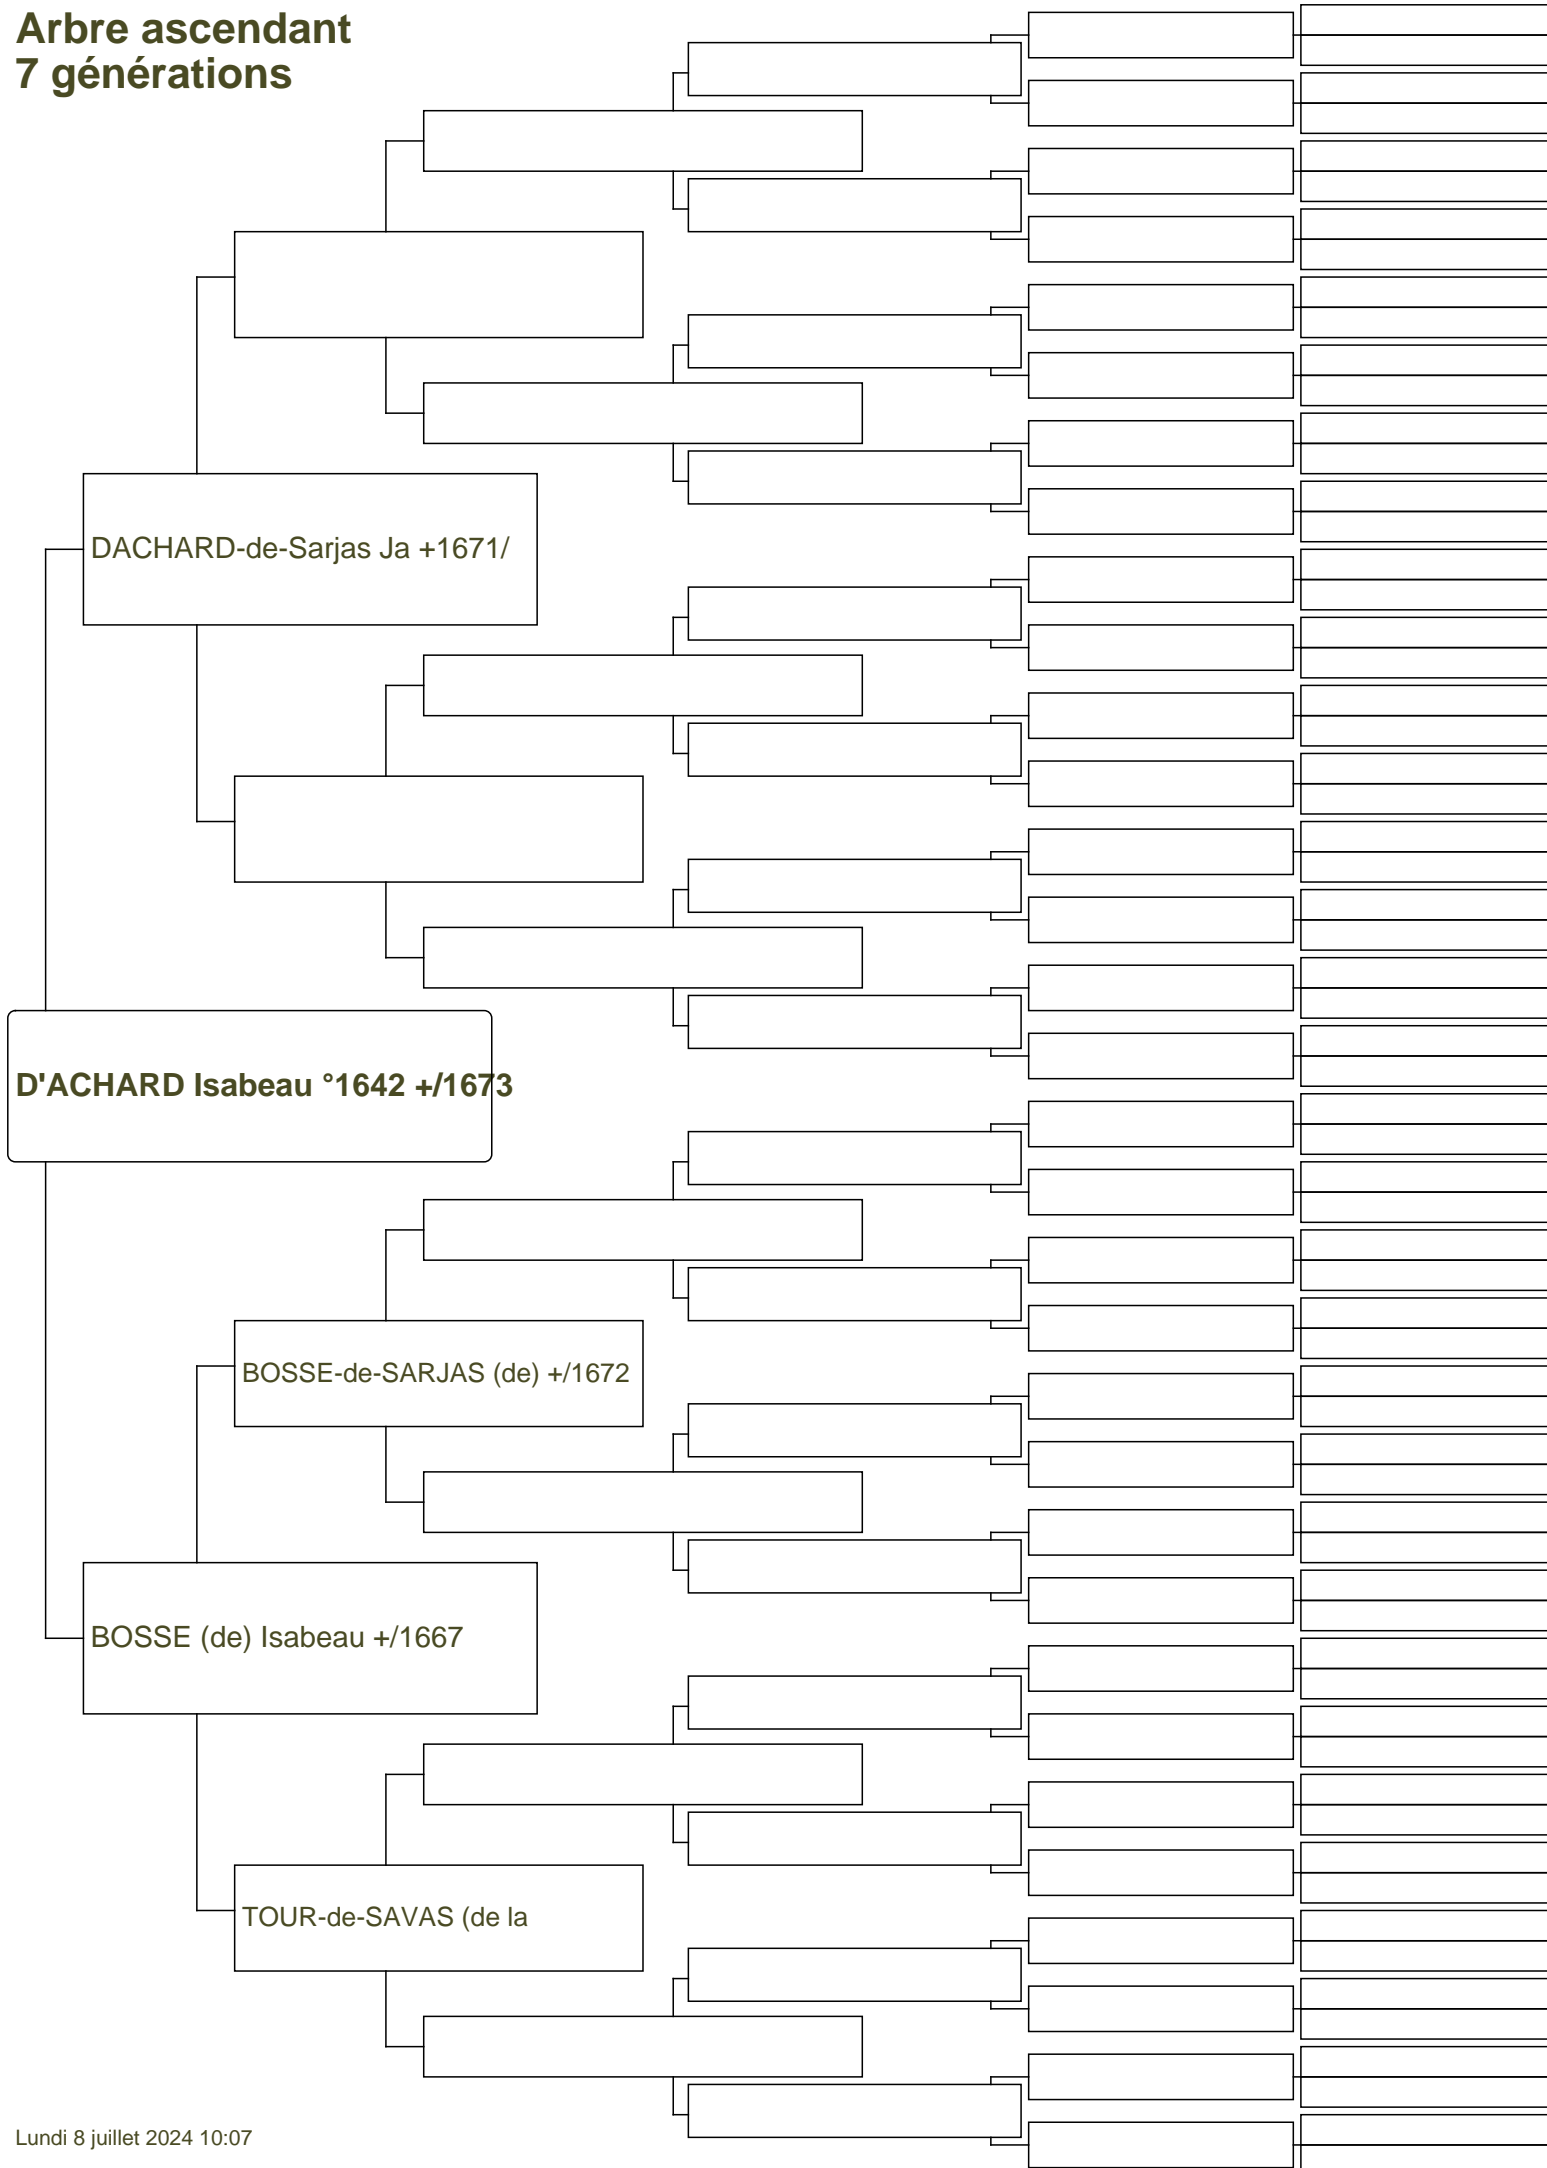 Arbre ascendant
7 générations
DACHARD-de-Sarjas Ja +1671/
D'ACHARD Isabeau °1642 +/1673
BOSSE-de-SARJAS (de) +/1672
BOSSE (de) Isabeau +/1667
TOUR-de-SAVAS (de la
Lundi 8 juillet 2024 10:07